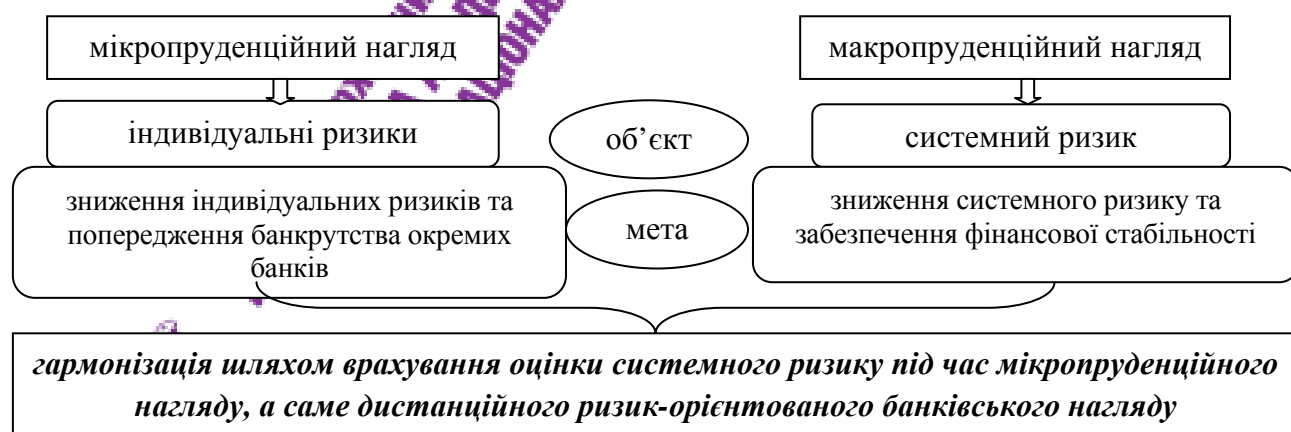 мікропруденційний нагляд
макропруденційний нагляд
індивідуальні ризики
об’єкт
системний ризик
зниження індивідуальних ризиків та
попередження банкрутства окремих
банків
мета
зниження системного ризику та
забезпечення фінансової стабільності
гармонізація шляхом врахування оцінки системного ризику під час мікропруденційного
нагляду, а саме дистанційного ризик-орієнтованого банківського нагляду